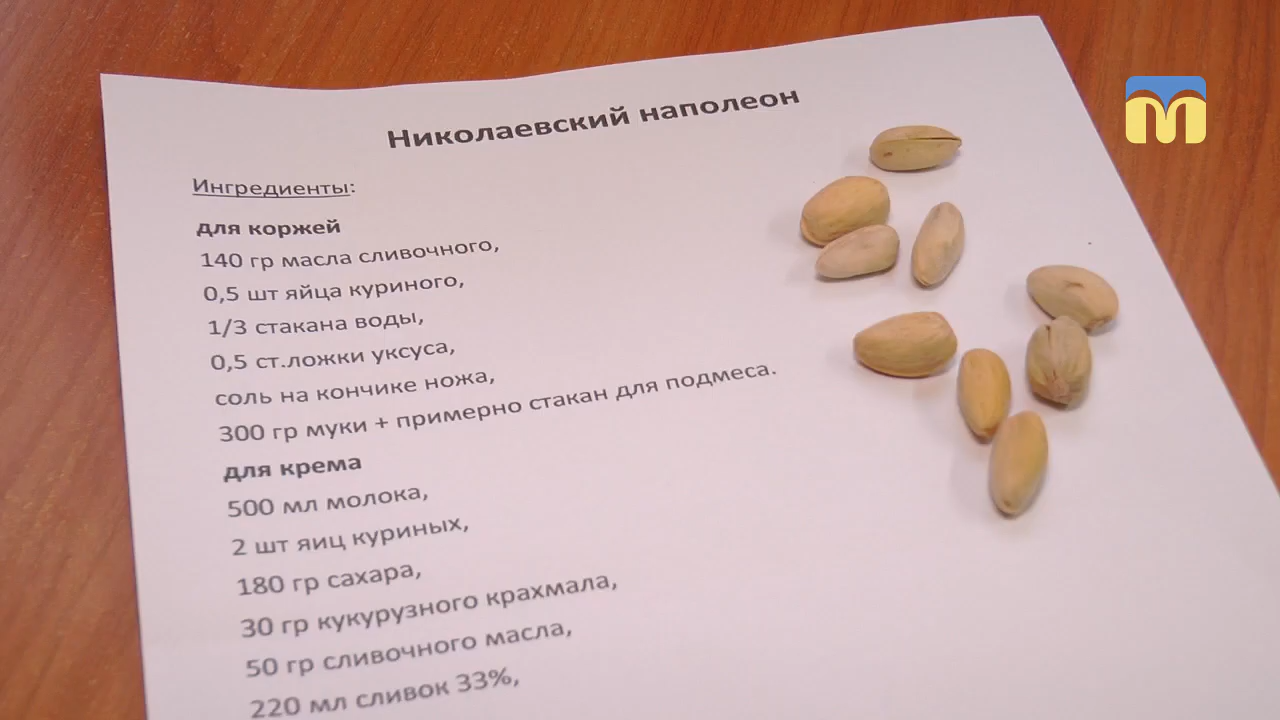 Николаевский наполеон
Ингредиенты:
для коржей
140 гр масла сливочного,
0,5 шт яйца куриного,
1/3 стакана воды,
0,5 ст.ложки уксуса,
соль на кончике ножа,
300 гр муки + примерно стакан для подмеса.
для крема
500 мл молока,
2 шт яиц куриных,
180 гр сахара,
30 гр кукурузного крахмала,
50 гр сливочного масла,
220 мл сливок 33%,